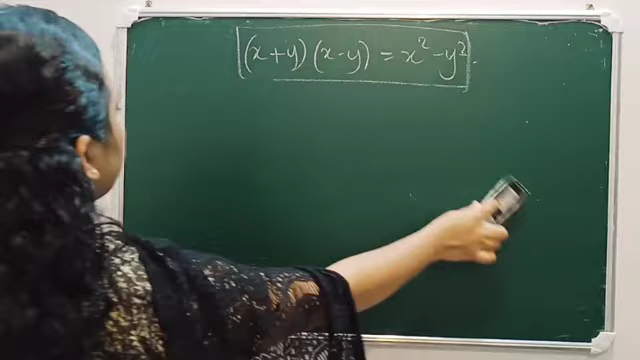 (x+y)(x-y) = x² - y².